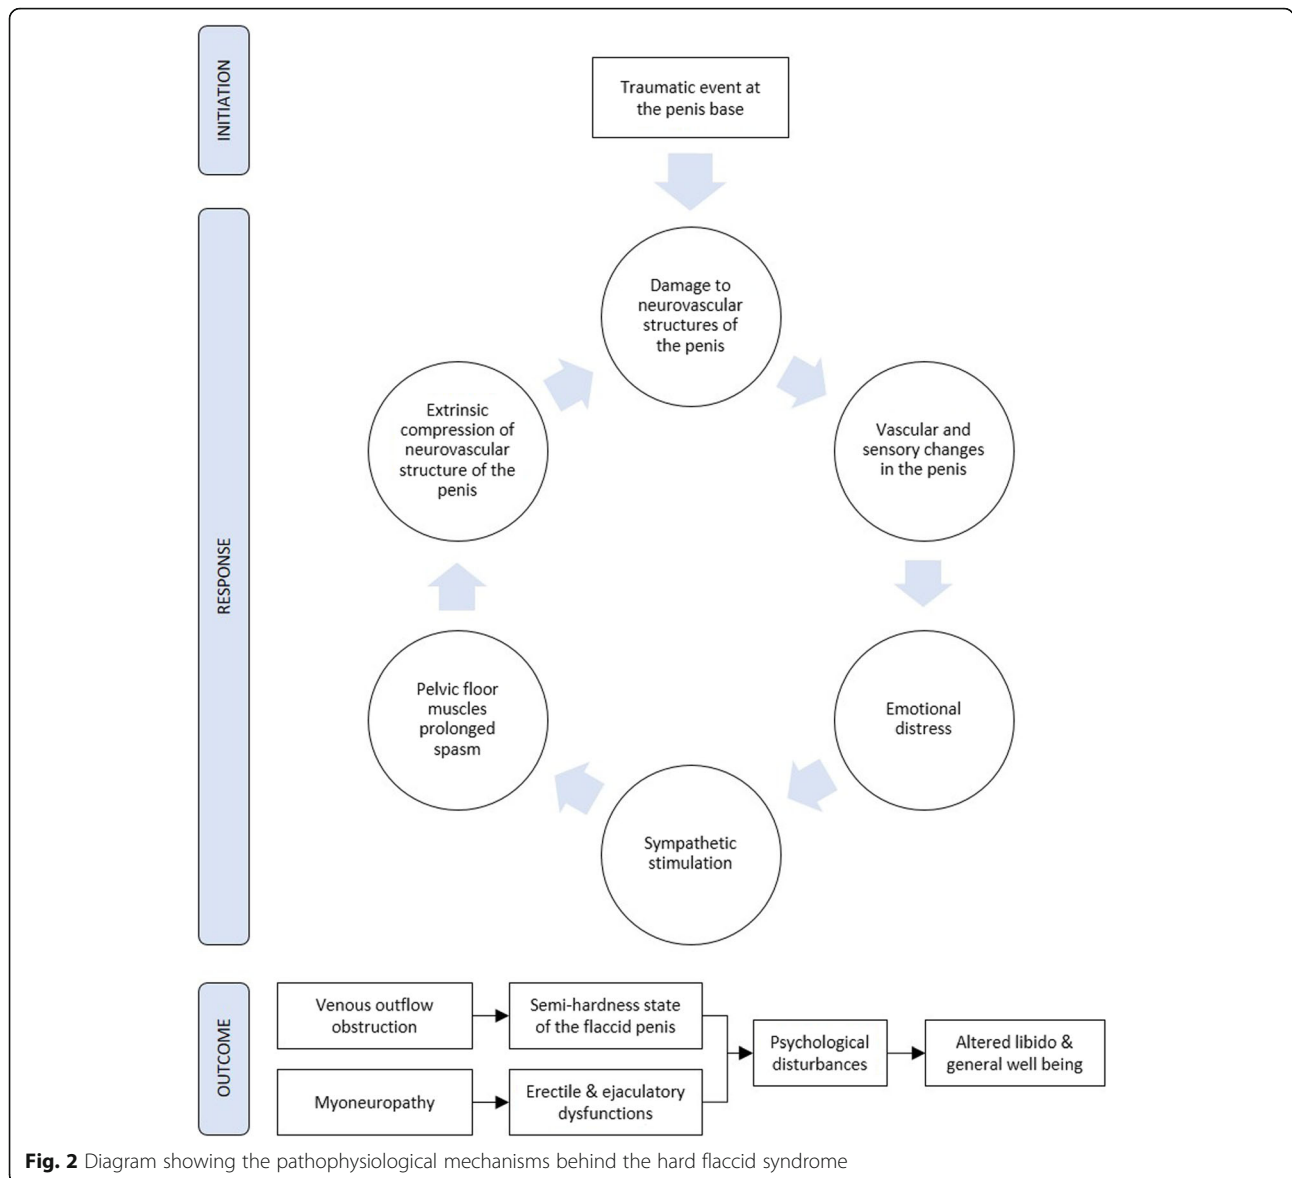 INITIATION
Traumatic event at
the penis base
RESPONSE
Damage to
neurovascular
structures of
the penis
Vascular and
sensory changes
in the penis
Emotional
distress
Sympathetic
stimulation
Pelvic floor
muscles
prolonged
spasm
Extrinsic
compression of
neurovascular
structure of the
penis
OUTCOME
Venous outflow
obstruction
Semi-hardness state
of the flaccid penis
Myoneuropathy
Erectile & ejaculatory
dysfunctions
Psychological
disturbances
Altered libido &
general well being
Fig. 2 Diagram showing the pathophysiological mechanisms behind the hard flaccid syndrome